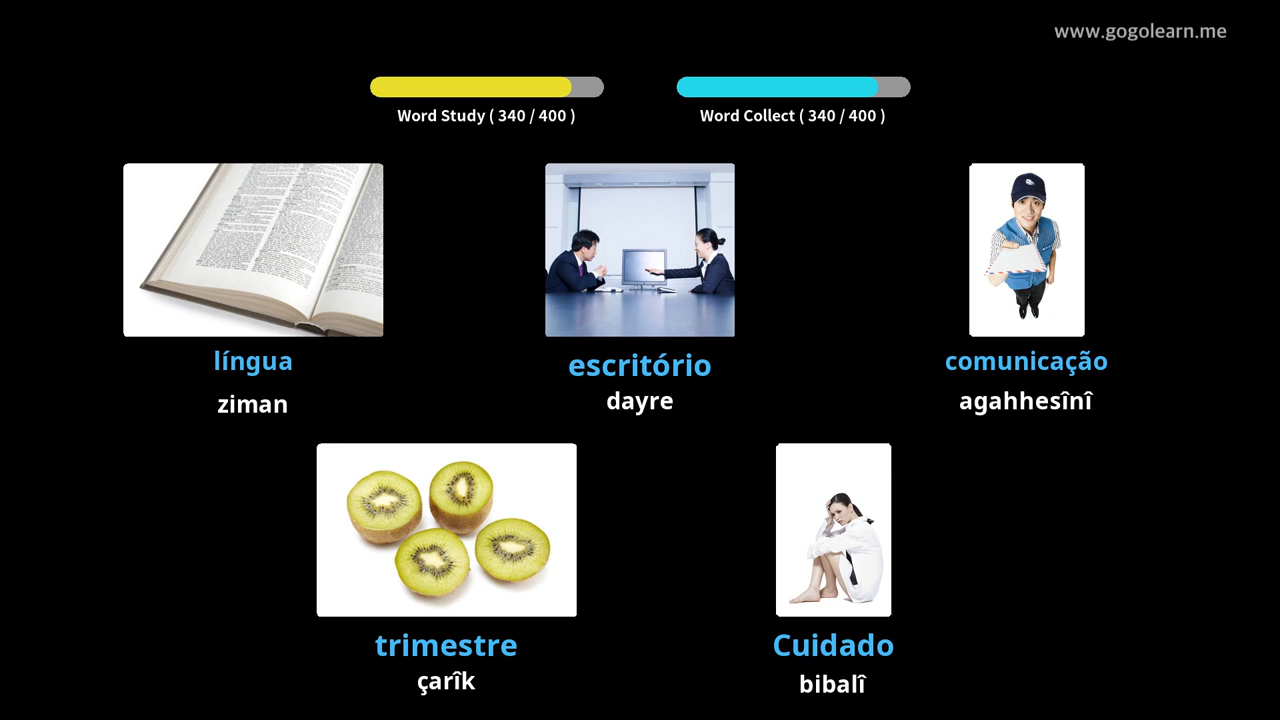 www.gogolearn.me
Word Study ( 340 / 400 )
Word Collect ( 340 / 400 )
língua
escritório
comunicação
ziman
dayre
agahhesînî
trimestre
Cuidado
çarîk
bibalî